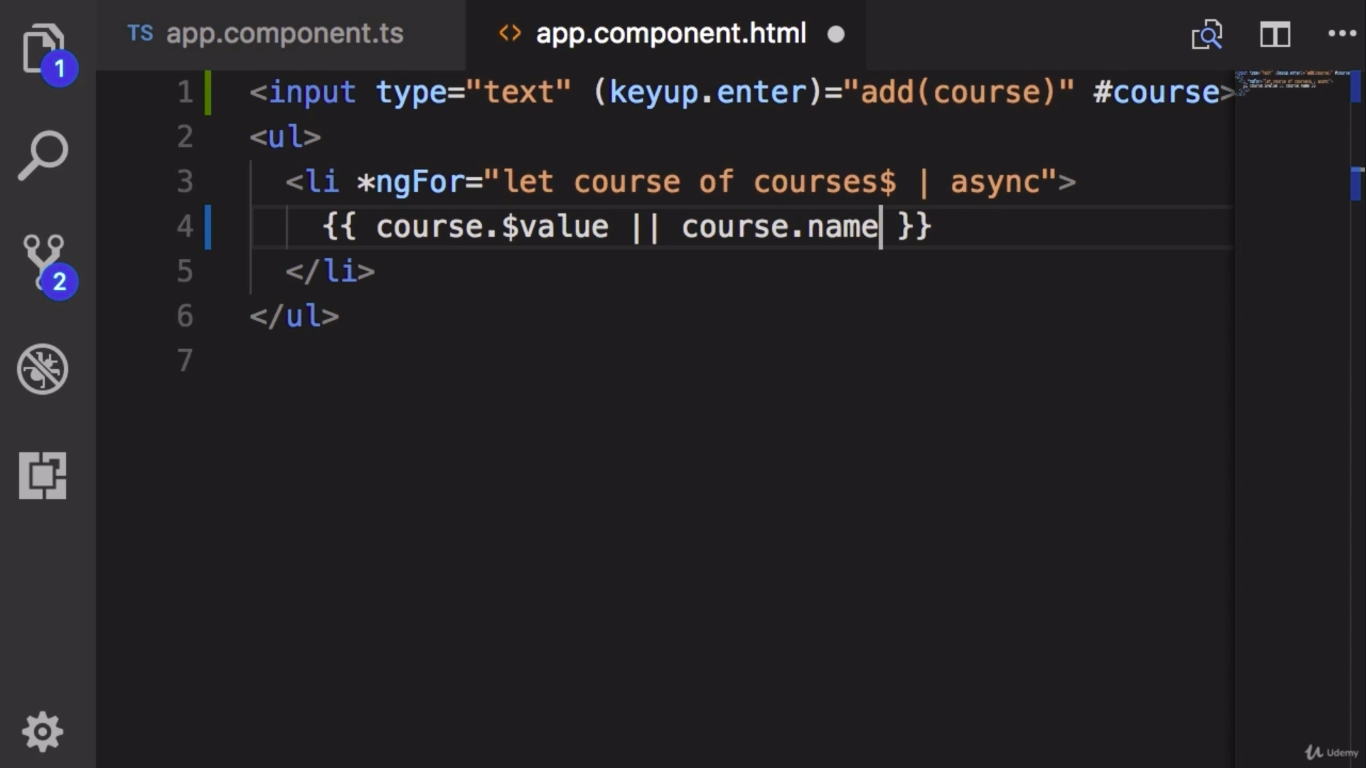 TS app.component.ts <> app.component.html
1 <input type="text" (keyup.enter)="add(course)" #course>
2 <ul>
3 <li *ngFor="let course of courses$ | async">
4 {{ course.$value || course.name }}
5 </li>
6 </ul>
7
1
2
Udemy